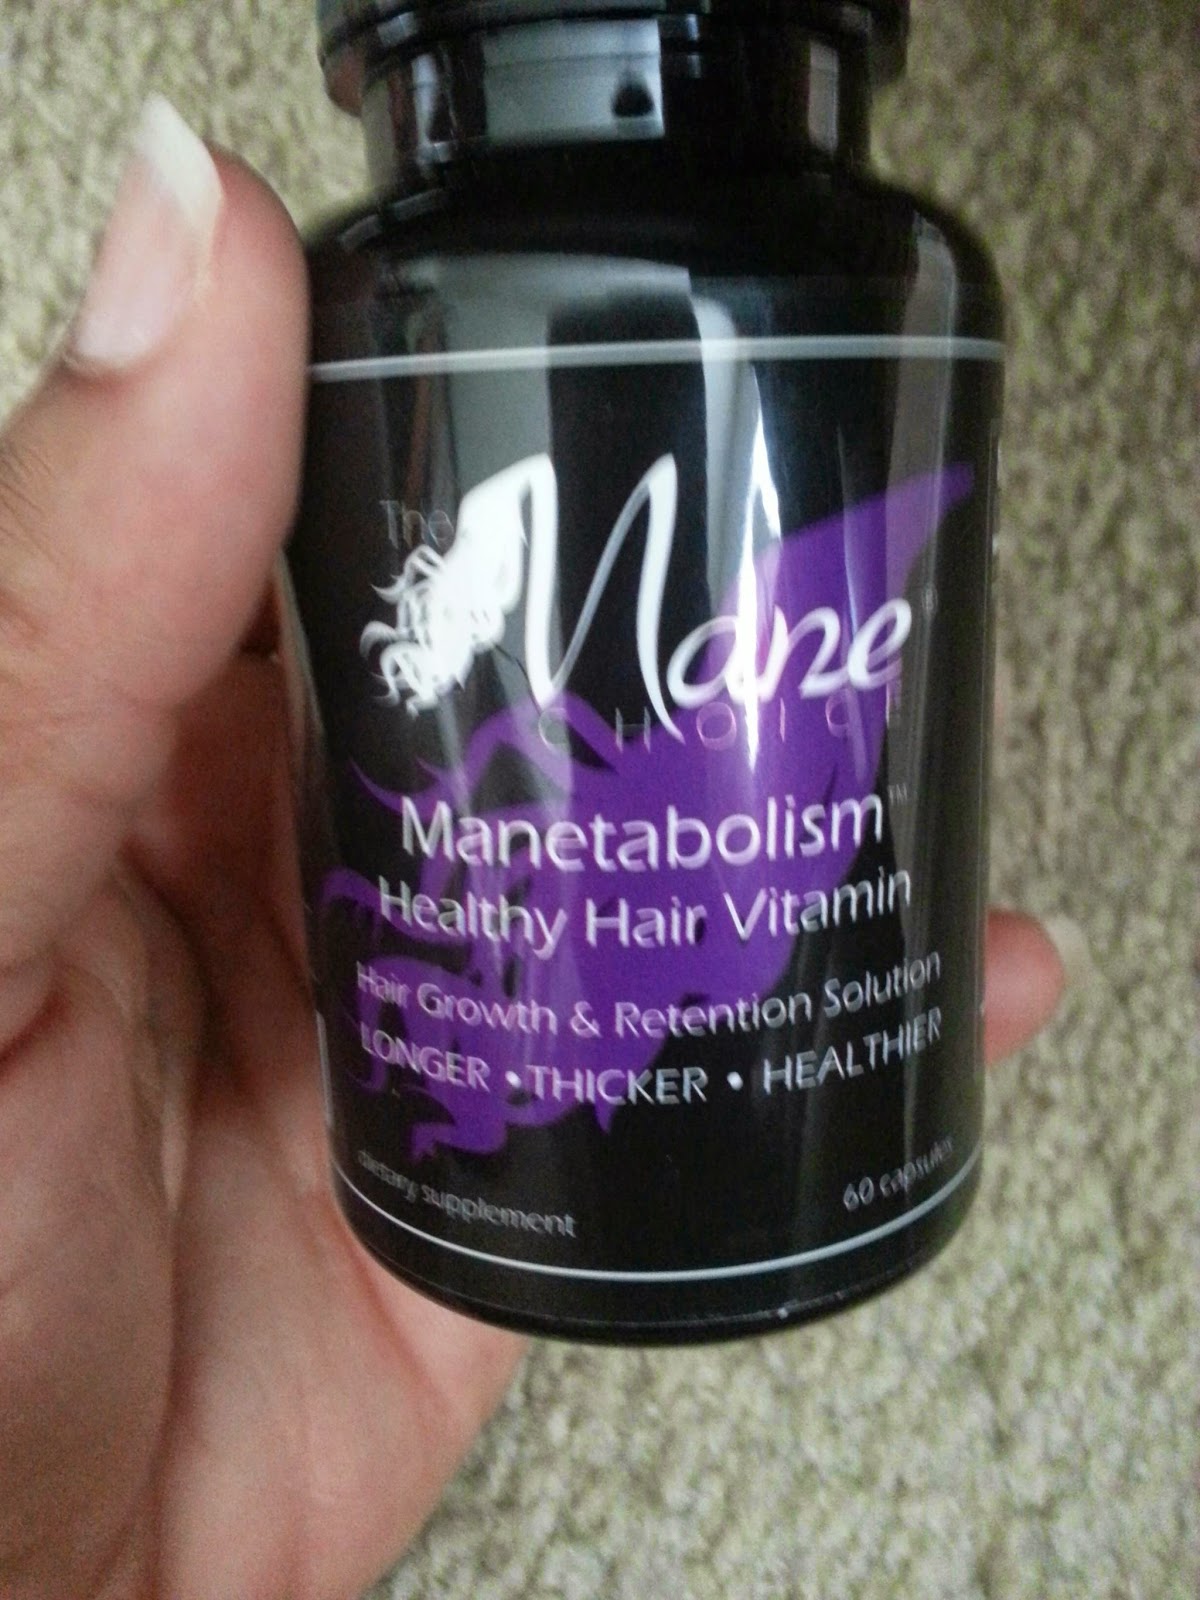 The
Mane®
CHOICE
Manetabolism™
Healthy Hair Vitamin
Hair Growth & Retention Solution
LONGER • THICKER • HEALTHIER
dietary supplement
60 capsules